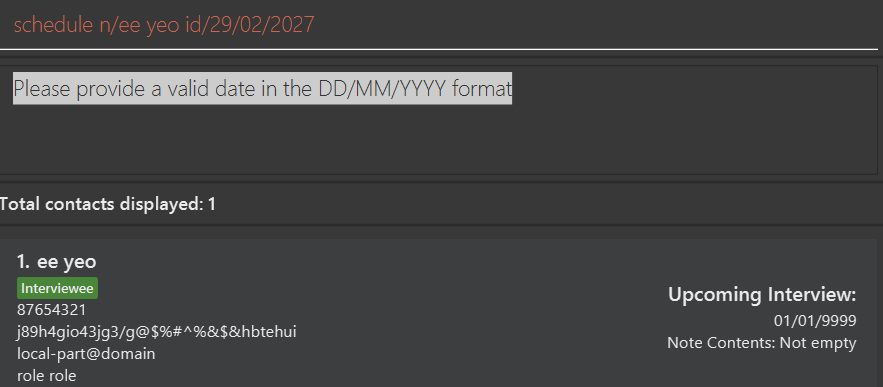 schedule n/ee yeo id/29/02/2027
Please provide a valid date in the DD/MM/YYYY format
Total contacts displayed: 1
1. ee yeo
Interviewee
87654321
j89h4gio43jg3/g@$%#^%&$&hbtehui
local-part@domain
role role
Upcoming Interview:
01/01/9999
Note Contents: Not empty